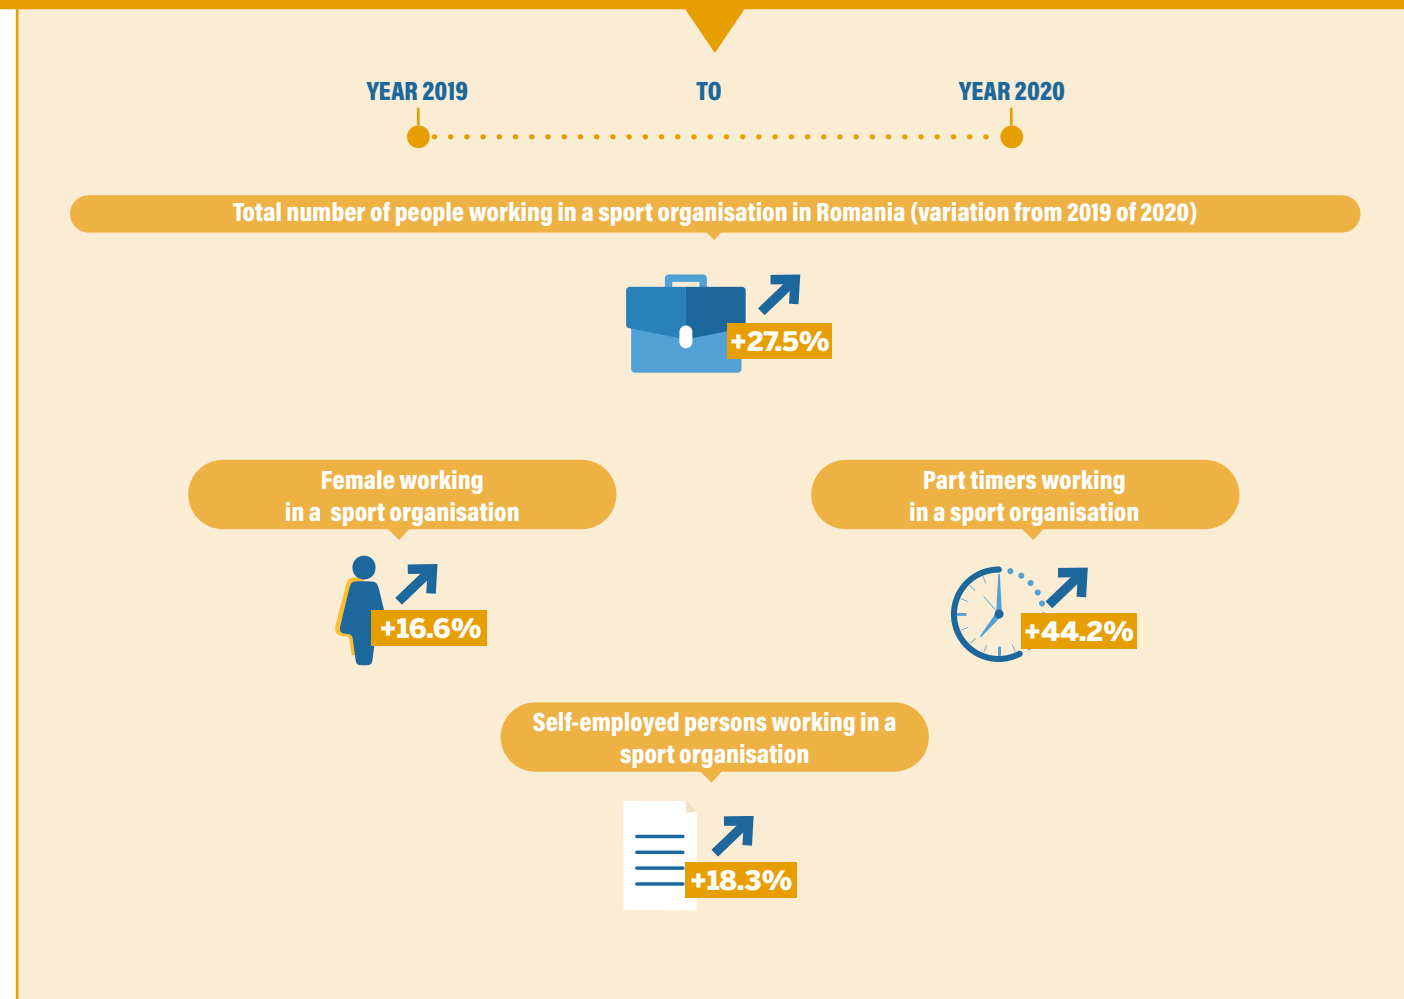 YEAR 2019 TO YEAR 2020
Total number of people working in a sport organisation in Romania (variation from 2019 of 2020)
+27.5%
Female working
in a sport organisation
+16.6%
Part timers working
in a sport organisation
+44.2%
Self-employed persons working in a
sport organisation
+18.3%